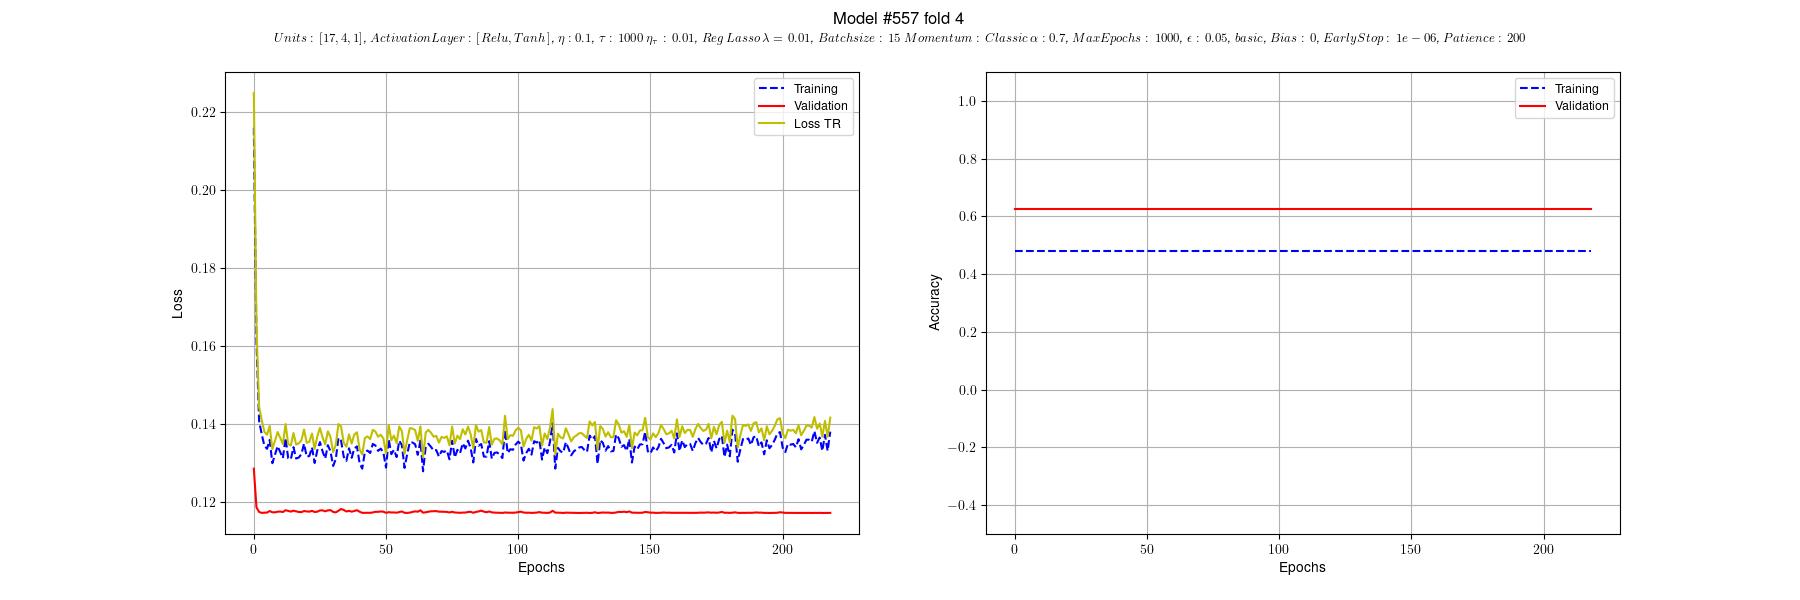 Model #557 fold 4
Units : [17, 4, 1], ActivationLayer : [Relu, Tanh], η : 0.1, τ : 1000 ητ : 0.01, Reg Lasso λ = 0.01, Batchsize : 15 Momentum : Classic α : 0.7, MaxEpochs : 1000, ϵ : 0.05, basic, Bias : 0, EarlyStop : 1e − 06, Patience : 200
Training
Validation
Loss TR
0.22
0.20
0.18
0.16
0.14
0.12
Loss
0
50
100
150
200
Epochs
Training
Validation
1.0
0.8
0.6
0.4
0.2
0.0
−0.2
−0.4
Accuracy
0
50
100
150
200
Epochs